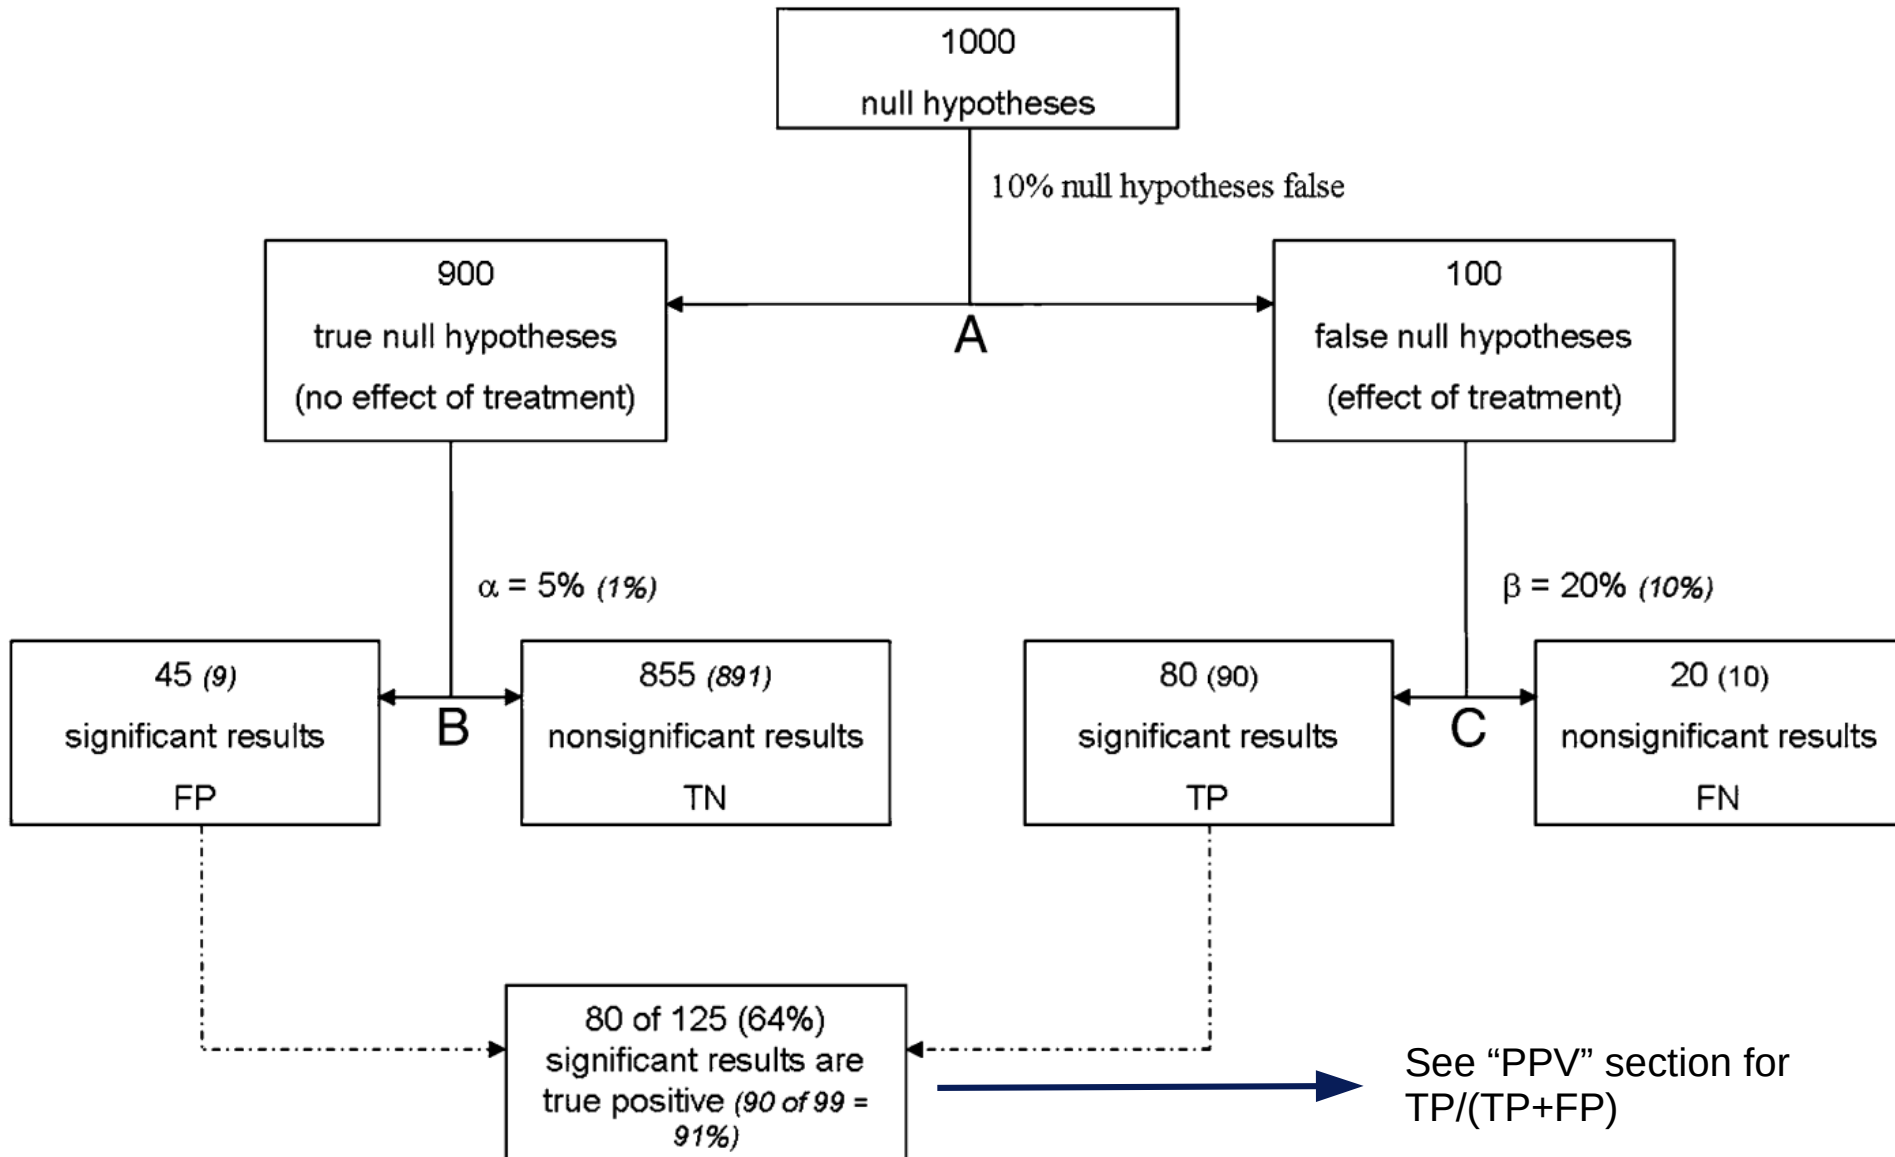 1000
null hypotheses
10% null hypotheses false
900
true null hypotheses
(no effect of treatment)
A
100
false null hypotheses
(effect of treatment)
α = 5% (1%)
β = 20% (10%)
45 (9)
significant results
FP
B
855 (891)
nonsignificant results
TN
80 (90)
significant results
TP
C
20 (10)
nonsignificant results
FN
80 of 125 (64%)
significant results are
true positive (90 of 99 =
91%)
See “PPV” section for
TP/(TP+FP)